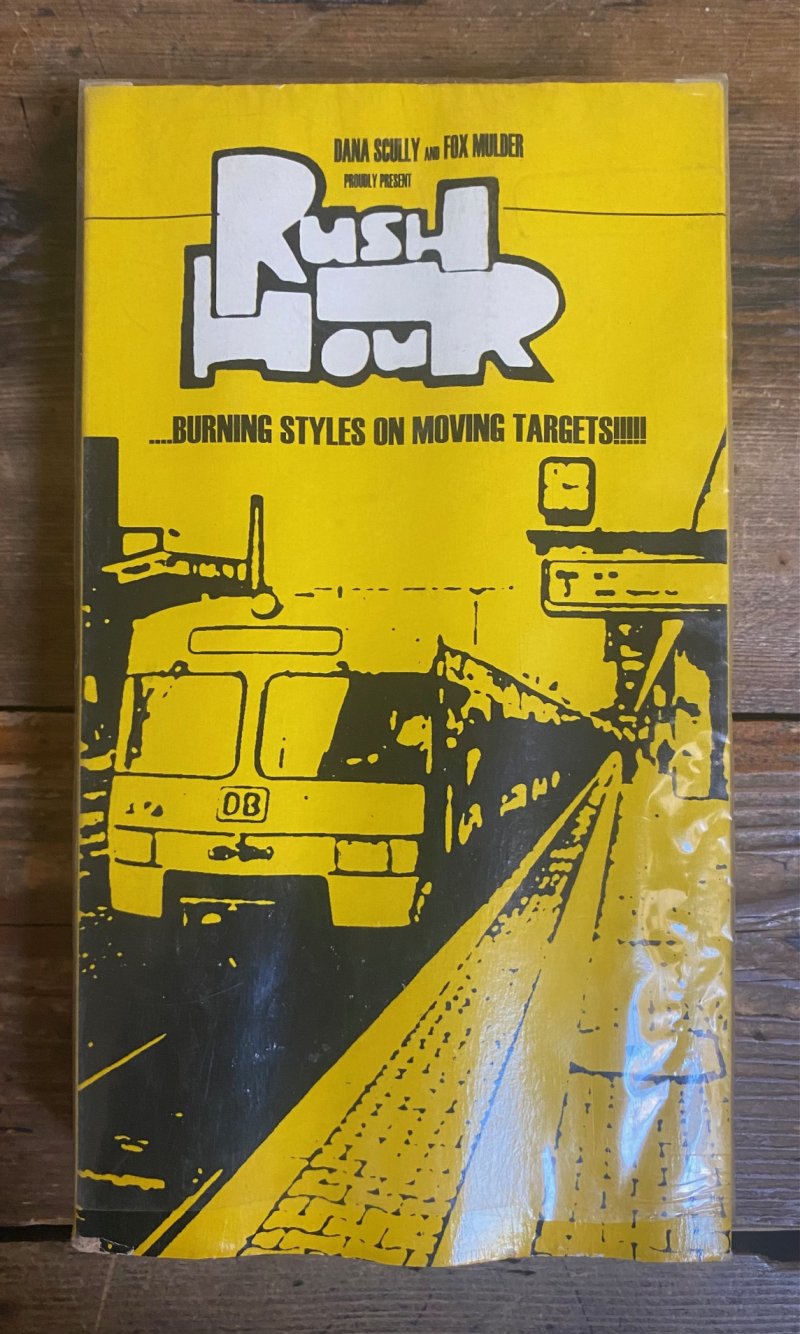 DANA SCULLY AND FOX MULDER
PROUDLY PRESENT
RUSH
HOUR
....BURNING STYLES ON MOVING TARGETS!!!!!
DB